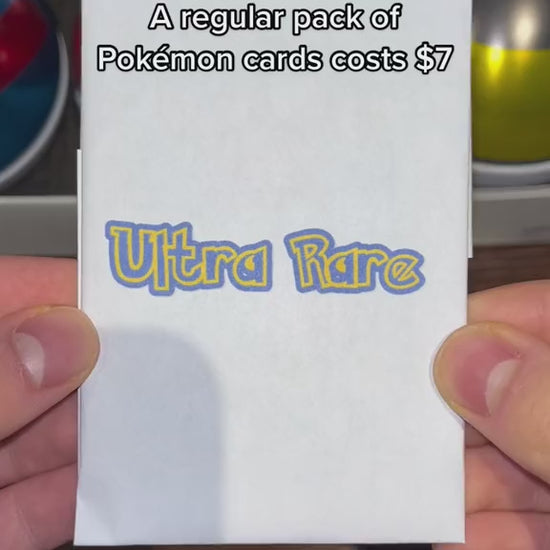 A regular pack of
Pokémon cards costs $7
Ultra Rare